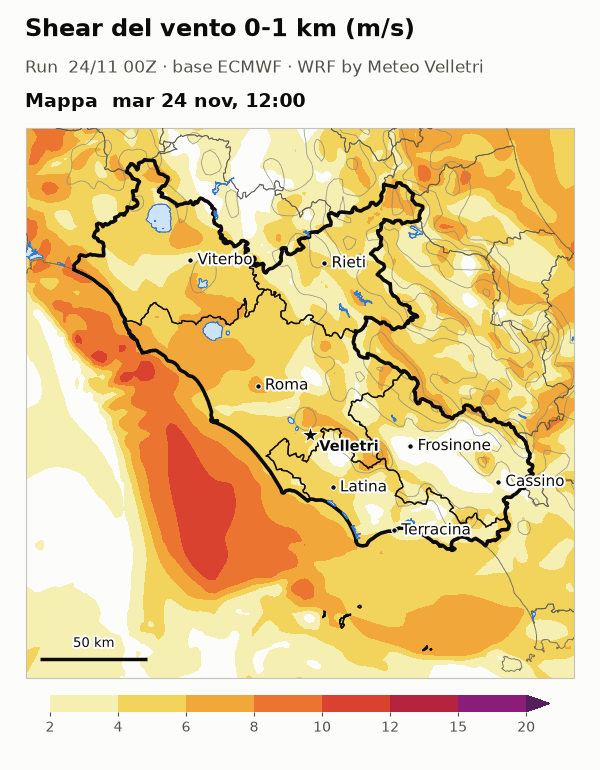 Shear del vento 0-1 km (m/s)
Run  24/11 00Z · base ECMWF · WRF by Meteo Velletri
Mappa  mar 24 nov, 12:00
Viterbo
Rieti
Roma
Velletri
Frosinone
Latina
Cassino
Terracina
50 km
2 4 6 8 10 12 15 20